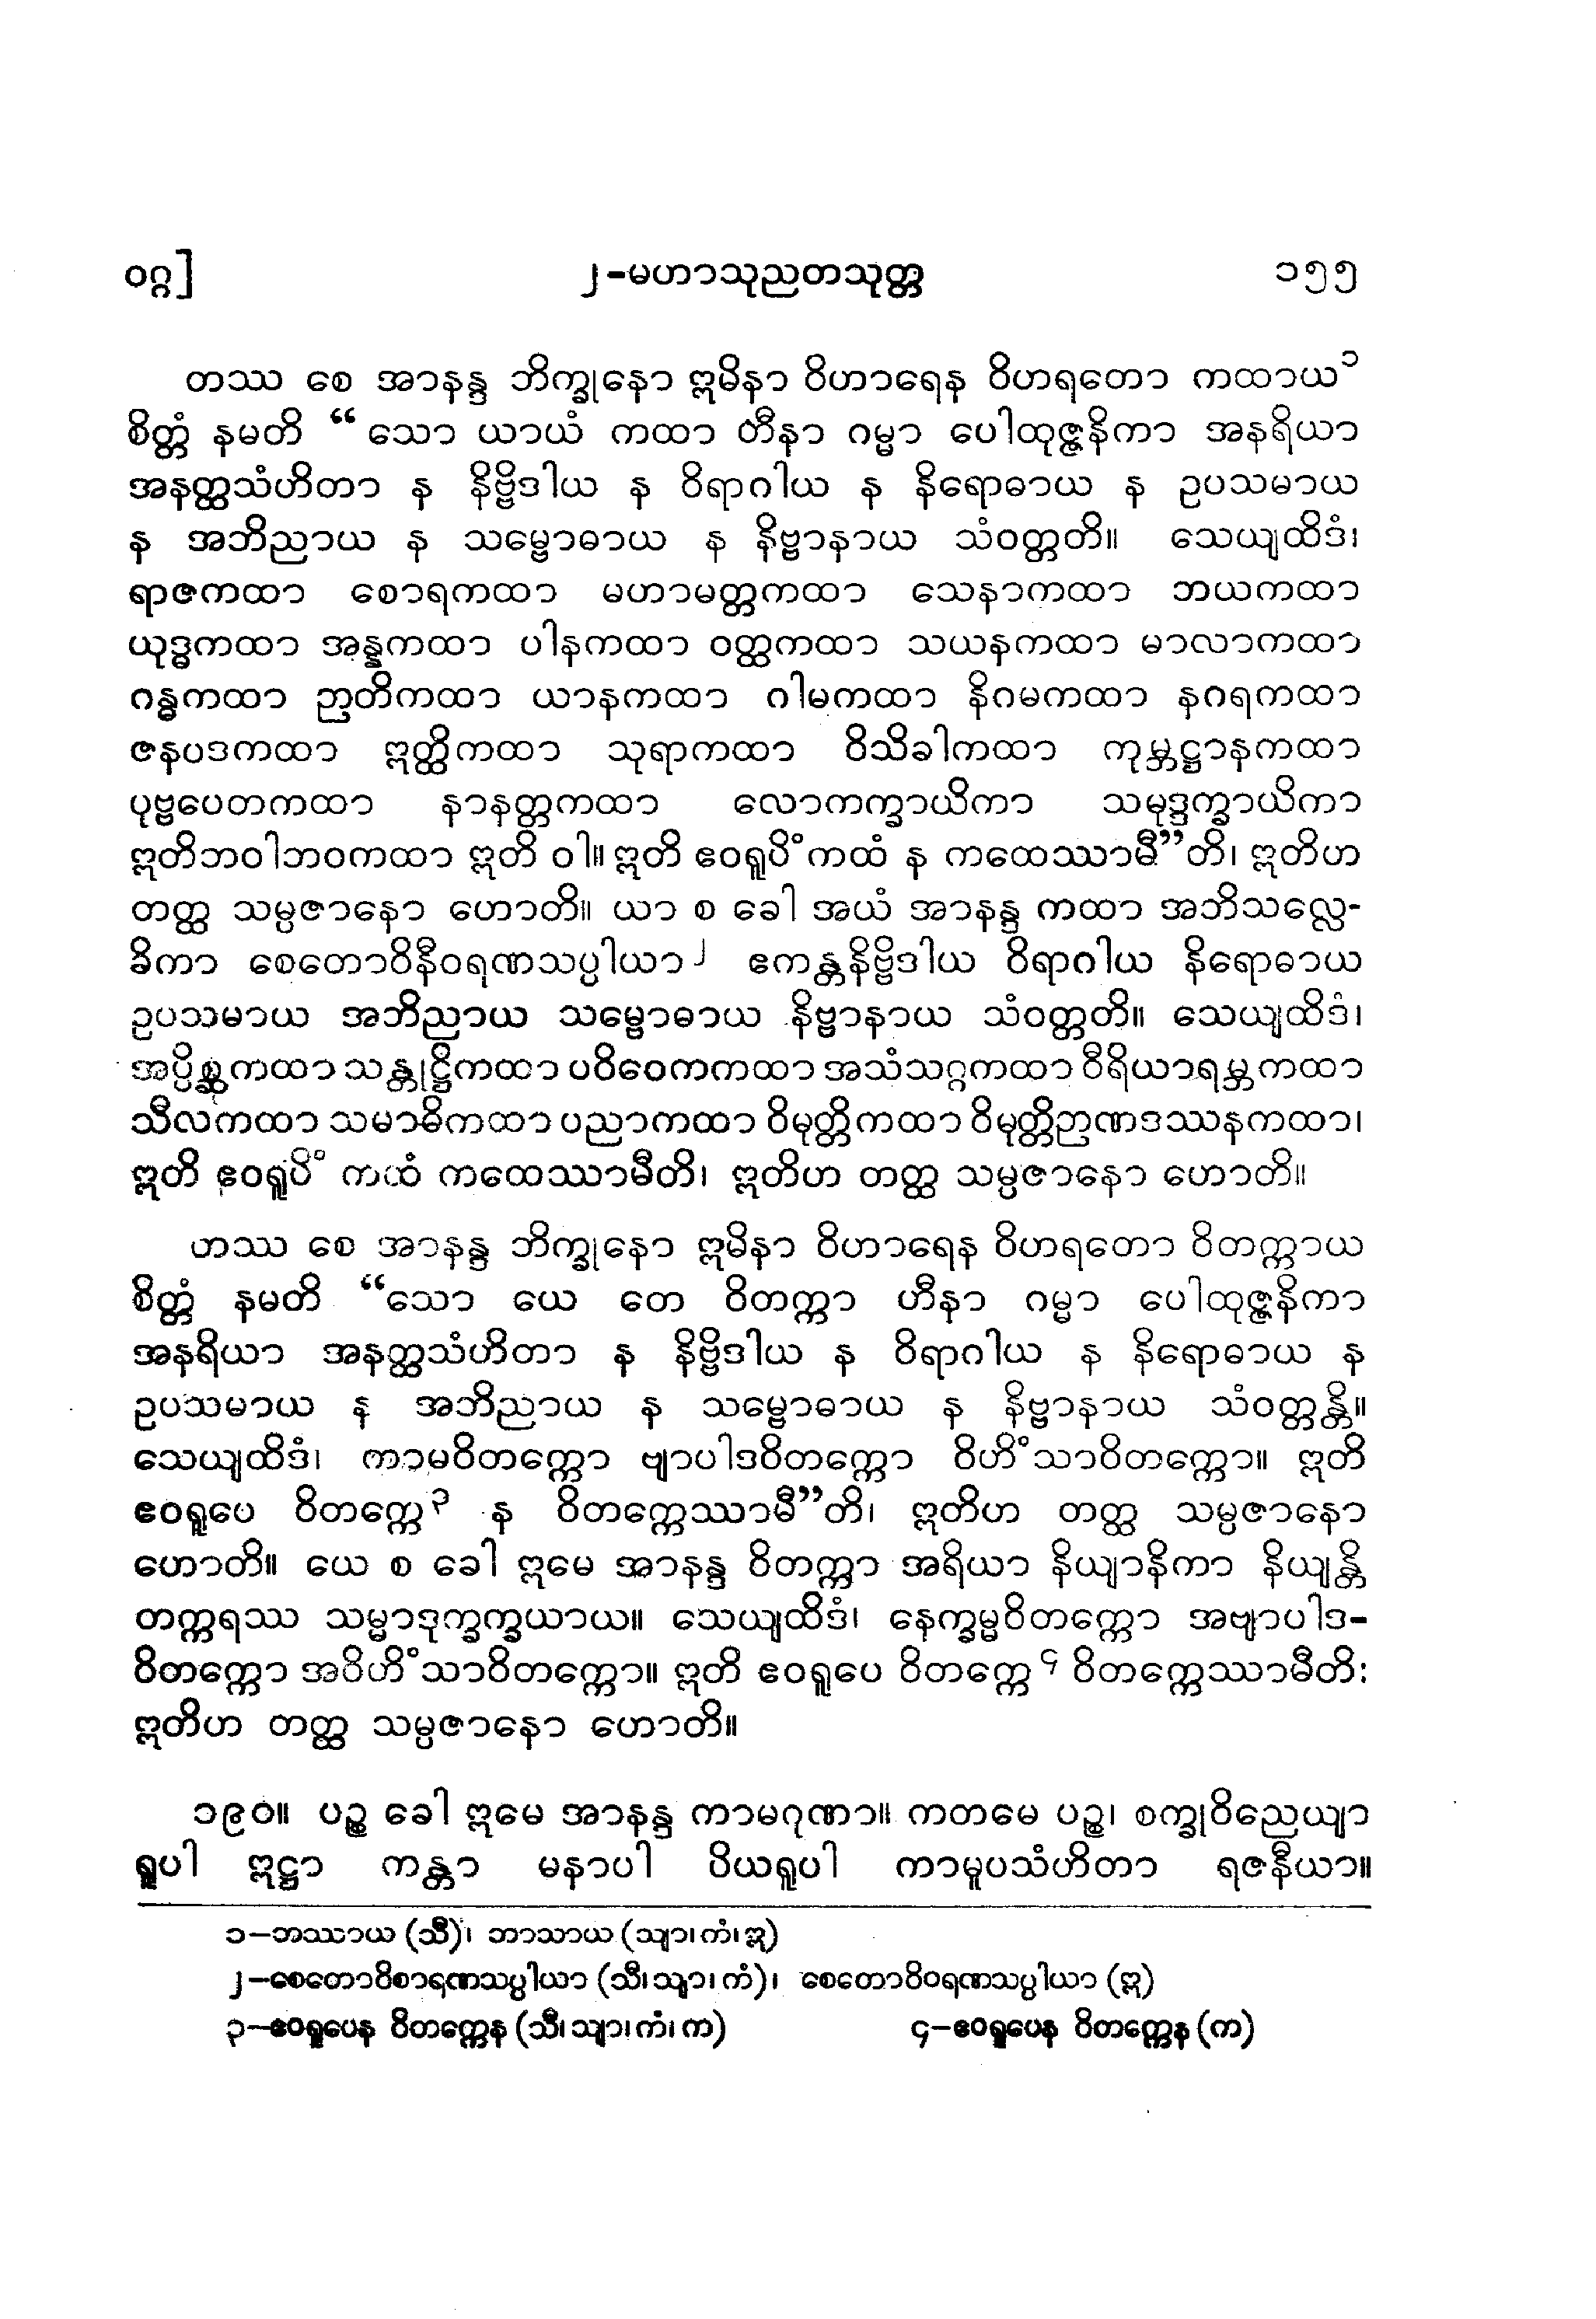 ဝဂ္ဂ]
၂-မဟာသုညတသုတ္တ
၁၅၅
တဿ စေ အာနန္ဒ ဘိက္ခုနော ဣမိနာ ဝိဟာရေန ဝိဟရတော ကထာယ၁
စိတ္တံ နမတိ “သော ယာယံ ကထာ ဟီနာ ဂမ္မာ ပေါထုဇ္ဇနိကာ အနရိယာ
အနတ္ထသံဟိတာ န နိဗ္ဗိဒါယ န ဝိရာဂါယ န နိရောဓာယ န ဥပသမာယ
န အဘိညာယ န သမ္ဗောဓာယ န နိဗ္ဗာနာယ သံဝတ္တတိ။ သေယျထိဒံ၊
ရာဇကထာ စောရကထာ မဟာမတ္တကထာ သေနာကထာ ဘယကထာ
ယုဒ္ဓကထာ အန္နကထာ ပါနကထာ ဝတ္ထကထာ သယနကထာ မာလာကထာ
ဂန္ဓကထာ ဉာတိကထာ ယာနကထာ ဂါမကထာ နိဂမကထာ နဂရကထာ
ဇနပဒကထာ ဣတ္ထိကထာ သုရာကထာ ဝိသိခါကထာ ကုမ္ဘဋ္ဌာနကထာ
ပုဗ္ဗပေတကထာ နာနတ္တကထာ လောကက္ခာယိကာ သမုဒ္ဒက္ခာယိကာ
ဣတိဘဝါဘဝကထာ ဣတိ ဝါ။ ဣတိ ဧဝရူပိံ ကထံ န ကထေဿာမီ”တိ၊ ဣတိဟ
တတ္ထ သမ္ပဇာနော ဟောတိ။ ယာ စ ခေါ အယံ အာနန္ဒ ကထာ အဘိသလ္လေ-
ခိကာ စေတောဝိနီဝရဏသပ္ပါယာ၂ ဧကန္တနိဗ္ဗိဒါယ ဝိရာဂါယ နိရောဓာယ
ဥပသမာယ အဘိညာယ သမ္ဗောဓာယ နိဗ္ဗာနာယ သံဝတ္တတိ။ သေယျထိဒံ၊
အပ္ပိစ္ဆကထာ သန္တုဋ္ဌိကထာ ပဝိဝေကကထာ အသံသဂ္ဂကထာ ဝီရိယာရမ္ဘကထာ
သီလကထာ သမာဓိကထာ ပညာကထာ ဝိမုတ္တိကထာ ဝိမုတ္တိဉာဏဒဿနကထာ၊
ဣတိ ဧဝရူပိံ ကထံ ကထေဿာမီတိ၊ ဣတိဟ တတ္ထ သမ္ပဇာနော ဟောတိ။
တဿ စေ အာနန္ဒ ဘိက္ခုနော ဣမိနာ ဝိဟာရေန ဝိဟရတော ဝိတက္ကာယ
စိတ္တံ နမတိ “သော ယေ တေ ဝိတက္ကာ ဟီနာ ဂမ္မာ ပေါထုဇ္ဇနိကာ
အနရိယာ အနတ္ထသံဟိတာ န နိဗ္ဗိဒါယ န ဝိရာဂါယ န နိရောဓာယ န
ဥပသမာယ န အဘိညာယ န သမ္ဗောဓာယ န နိဗ္ဗာနာယ သံဝတ္တန္တိ။
သေယျထိဒံ၊ ကာမဝိတက္ကော ဗျာပါဒဝိတက္ကော ဝိဟိံသာဝိတက္ကော။ ဣတိ
ဧဝရူပေ ဝိတက္ကေ၃ န ဝိတက္ကေဿာမီ”တိ၊ ဣတိဟ တတ္ထ သမ္ပဇာနော
ဟောတိ။ ယေ စ ခေါ ဣမေ အာနန္ဒ ဝိတက္ကာ အရိယာ နိယျာနိကာ နိယျန္တိ
တက္ကရဿ သမ္မာဒုက္ခက္ခယာယ။ သေယျထိဒံ၊ နေက္ခမ္မဝိတက္ကော အဗျာပါဒ-
ဝိတက္ကော အဝိဟိံသာဝိတက္ကော။ ဣတိ ဧဝရူပေ ဝိတက္ကေ၄ ဝိတက္ကေဿာမီတိ:
ဣတိဟ တတ္ထ သမ္ပဇာနော ဟောတိ။
၁၉၀။ ပဉ္စ ခေါ ဣမေ အာနန္ဒ ကာမဂုဏာ။ ကတမေ ပဉ္စ၊ စက္ခုဝိညေယျာ
ရူပါ ဣဋ္ဌာ ကန္တာ မနာပါ ပိယရူပါ ကာမူပသံဟိတာ ရဇနီယာ။
၁-ဘဿာယ (သီ)၊ ဘာသာယ (သျာ၊ ကံ၊ ဣ)
၂-စေတောဝိစာရဏသပ္ပါယာ (သီ၊ သျာ၊ ကံ)၊ စေတောဝိဝရဏသပ္ပါယာ (ဣ)
၃-ဧဝရူပေန ဝိတက္ကေန (သီ၊ သျာ၊ ကံ၊ က) ၄-ဧဝရူပေန ဝိတက္ကေန (က)